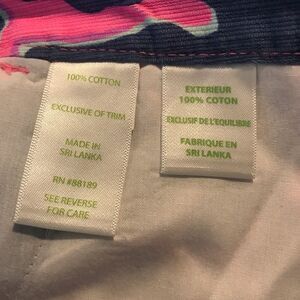 100% COTTON
EXCLUSIVE OF TRIM
MADE IN
SRI LANKA
RN #88189
SEE REVERSE
FOR CARE
EXTERIEUR
100% COTON
EXCLUSIF DE L'EQUILIBRE
FABRIQUE EN
SRI LANKA